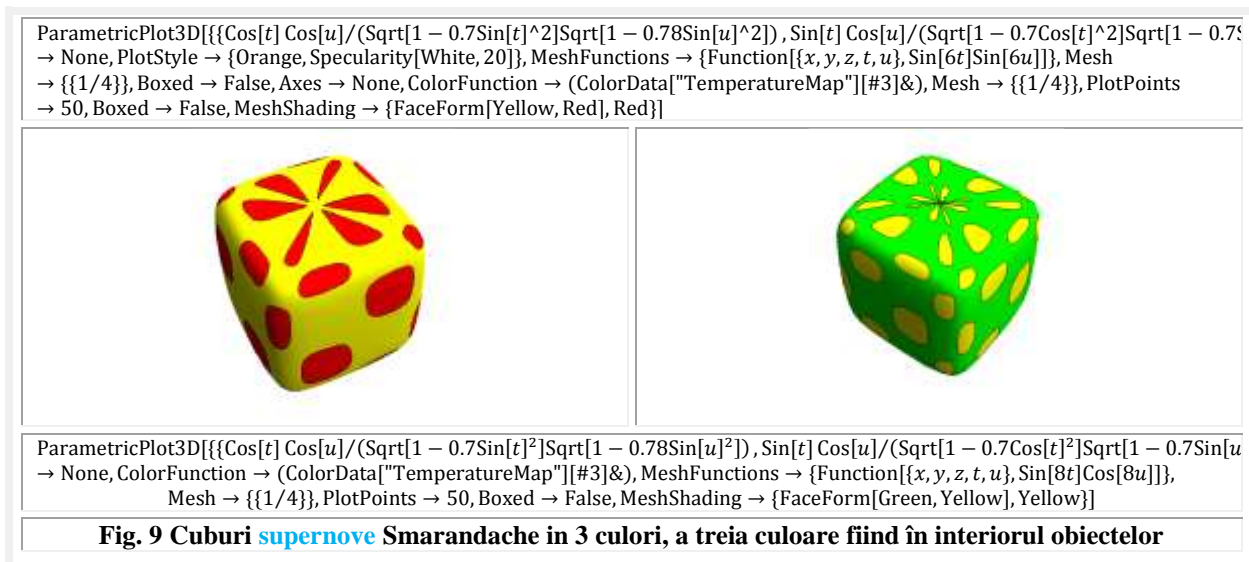 ParametricPlot3D[{{Cos[t] Cos[u]/(Sqrt[1 − 0.7Sin[t]^2]Sqrt[1 − 0.78Sin[u]^2]) , Sin[t] Cos[u]/(Sqrt[1 − 0.7Cos[t]^2]Sqrt[1 − 0.7S
→ None, PlotStyle → {Orange, Specularity[White, 20]}, MeshFunctions → {Function[{x, y, z, t, u}, Sin[6t]Sin[6u]]}, Mesh
→ {{1/4}}, Boxed → False, Axes → None, ColorFunction → (ColorData["TemperatureMap"][#3]&), Mesh → {{1/4}}, PlotPoints
→ 50, Boxed → False, MeshShading → {FaceForm[Yellow, Red], Red}]
ParametricPlot3D[{{Cos[t] Cos[u]/(Sqrt[1 − 0.7Sin[t]²]Sqrt[1 − 0.78Sin[u]²]) , Sin[t] Cos[u]/(Sqrt[1 − 0.7Cos[t]²]Sqrt[1 − 0.7Sin[u
→ None, ColorFunction → (ColorData["TemperatureMap"][#3]&), MeshFunctions → {Function[{x, y, z, t, u}, Sin[8t]Cos[8u]]},
Mesh → {{1/4}}, PlotPoints → 50, Boxed → False, MeshShading → {FaceForm[Green, Yellow], Yellow}]
Fig. 9 Cuburi supernove Smarandache in 3 culori, a treia culoare fiind în interiorul obiectelor